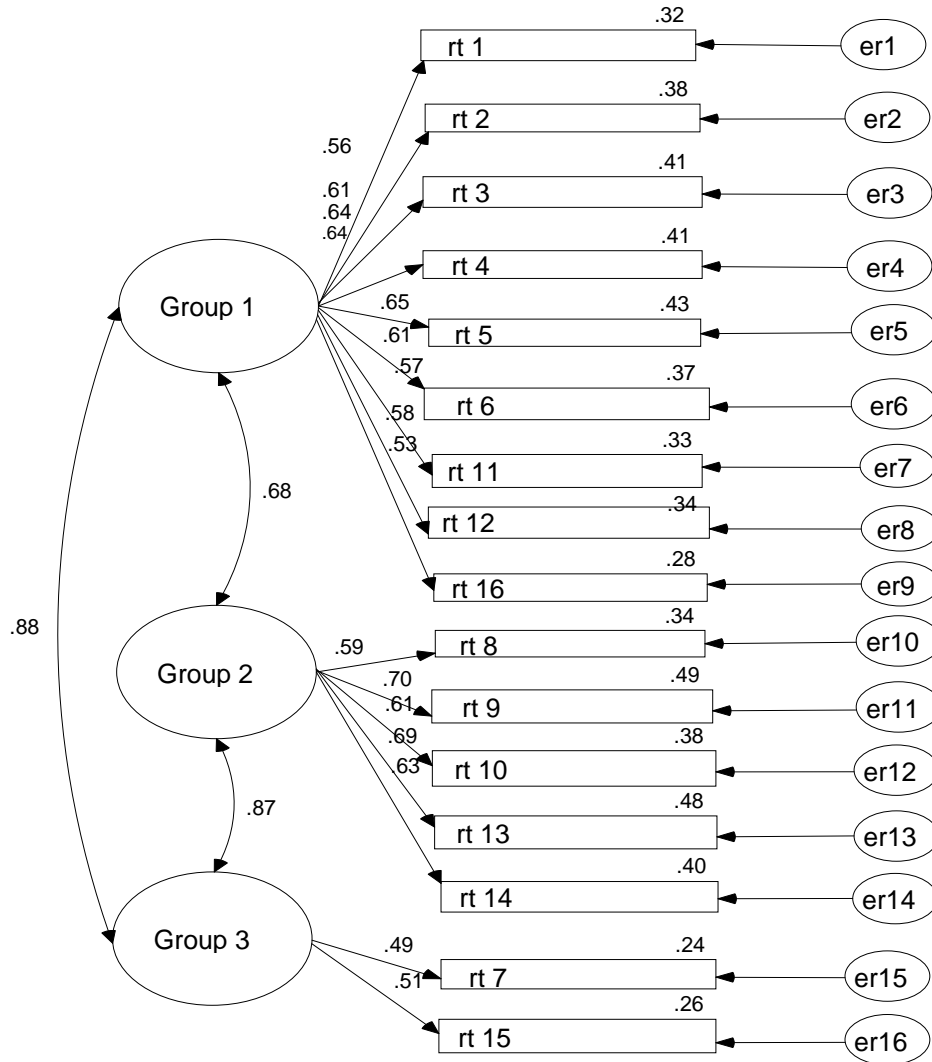 .32
rt 1
er1
.38
rt 2
er2
.56
.41
rt 3
er3
.61
.64
.64
.41
rt 4
er4
Group 1
.65
.43
rt 5
er5
.61
.57
.37
rt 6
er6
.58
.53
.33
rt 11
er7
.68
.34
rt 12
er8
.28
rt 16
er9
.88
.34
.59
rt 8
er10
Group 2
.70
.49
rt 9
er11
.61
.69
.38
.63
rt 10
er12
.87
.48
rt 13
er13
.40
rt 14
er14
Group 3
.49
.24
rt 7
er15
.51
.26
rt 15
er16